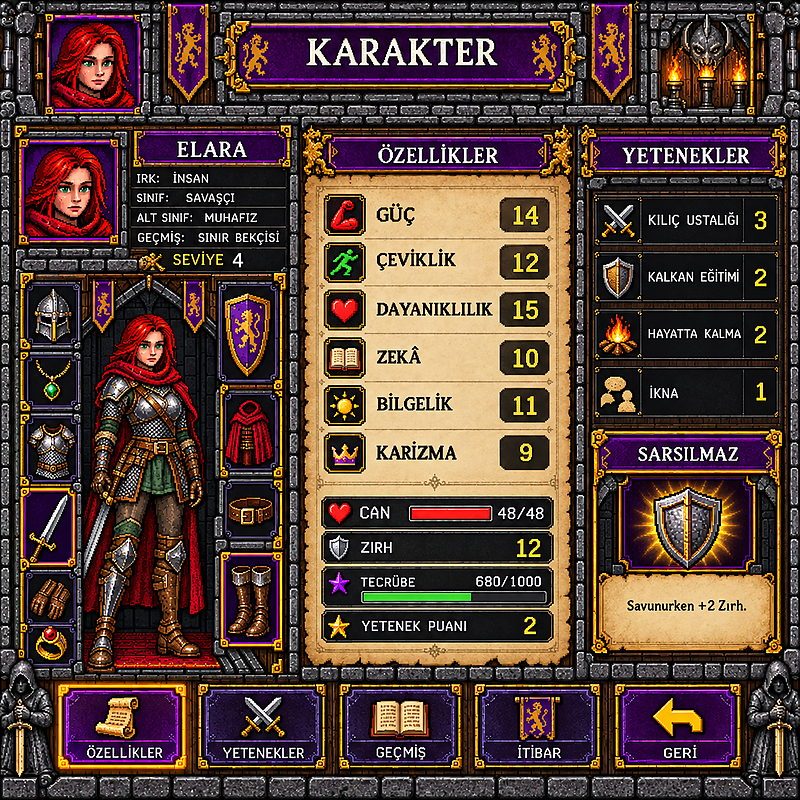 KARAKTER
ELARA
IRK: İNSAN
SINIF: SAVAŞÇI
ALT SINIF: MUHAFIZ
GEÇMİŞ: SINIR BEKÇİSİ
SEVİYE 4
ÖZELLİKLER
GÜÇ 14
ÇEVİKLİK 12
DAYANIKLILIK 15
ZEKÂ 10
BİLGELİK 11
KARİZMA 9
CAN 48/48
ZIRH 12
TECRÜBE 680/1000
YETENEK PUANI 2
YETENEKLER
KILIÇ USTALIĞI 3
KALKAN EĞİTİMİ 2
HAYATTA KALMA 2
İKNA 1
SARSILMAZ
Savunurken +2 Zırh.
ÖZELLİKLER
YETENEKLER
GEÇMİŞ
İTİBAR
GERİ